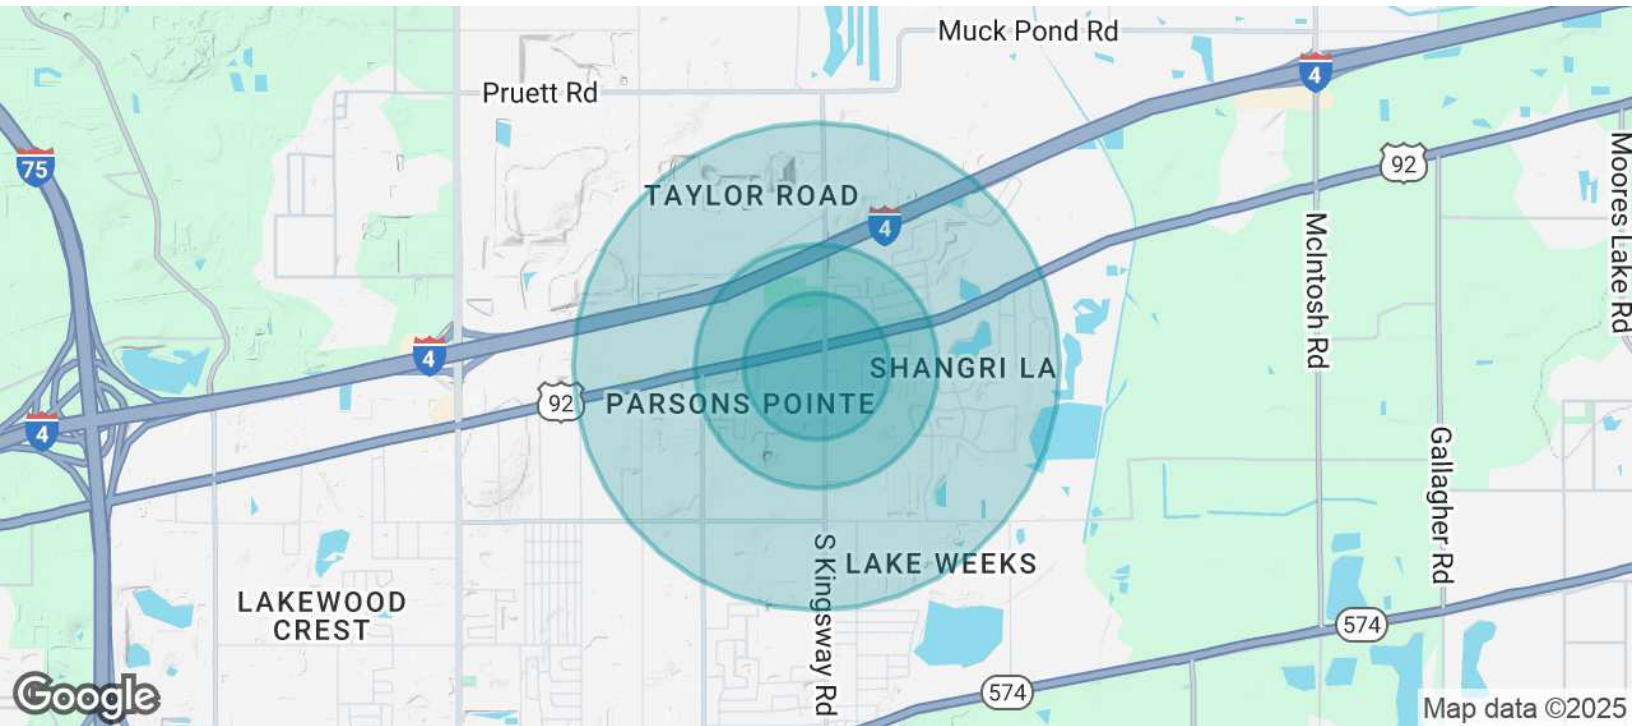 Muck Pond Rd
4
Pruett Rd
75
92
Moores Lake Rd
TAYLOR ROAD
4
McIntosh Rd
4
SHANGRI LA
92
PARSONS POINTE
4
Gallagher Rd
S Kingsway Rd
LAKE WEEKS
LAKEWOOD
CREST
574
574
Google
Map data ©2025